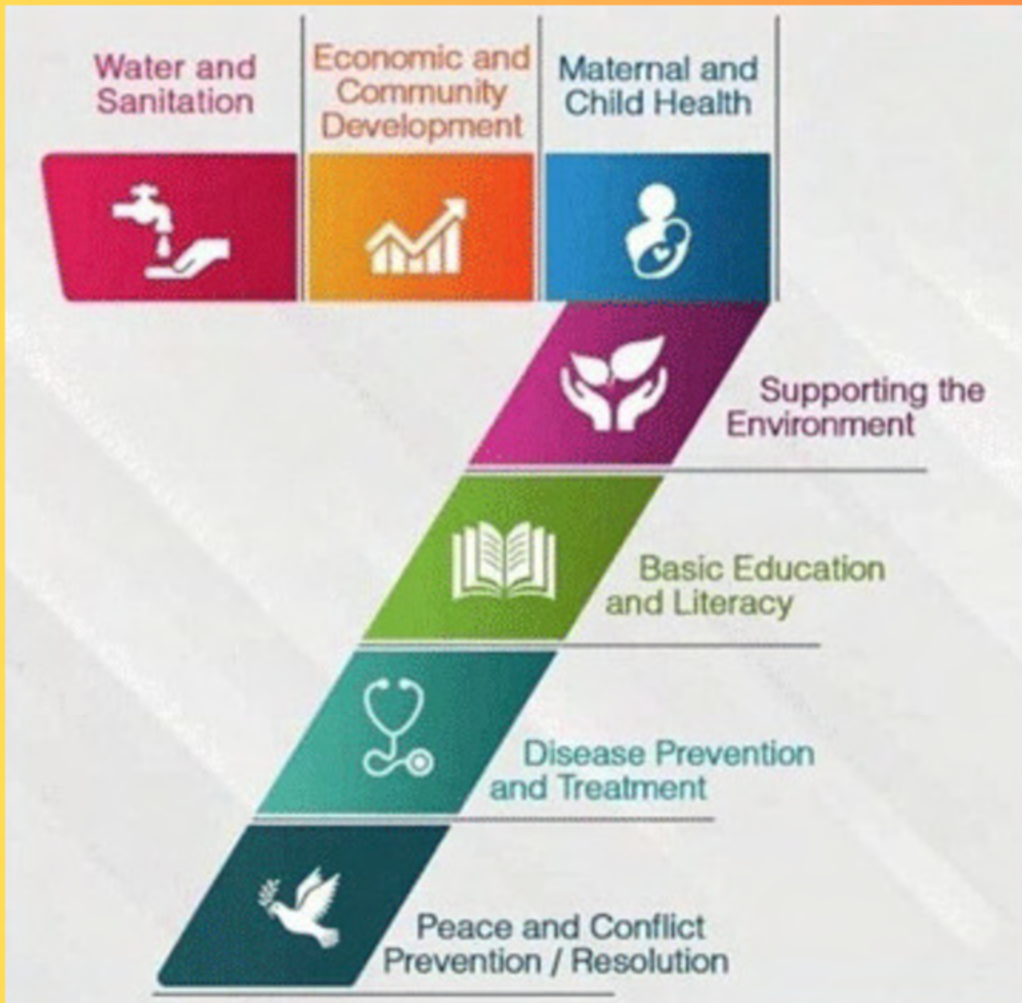 Water and
Sanitation
Economic and
Community
Development
Maternal and
Child Health
Supporting the
Environment
Basic Education
and Literacy
Disease Prevention
and Treatment
Peace and Conflict
Prevention / Resolution